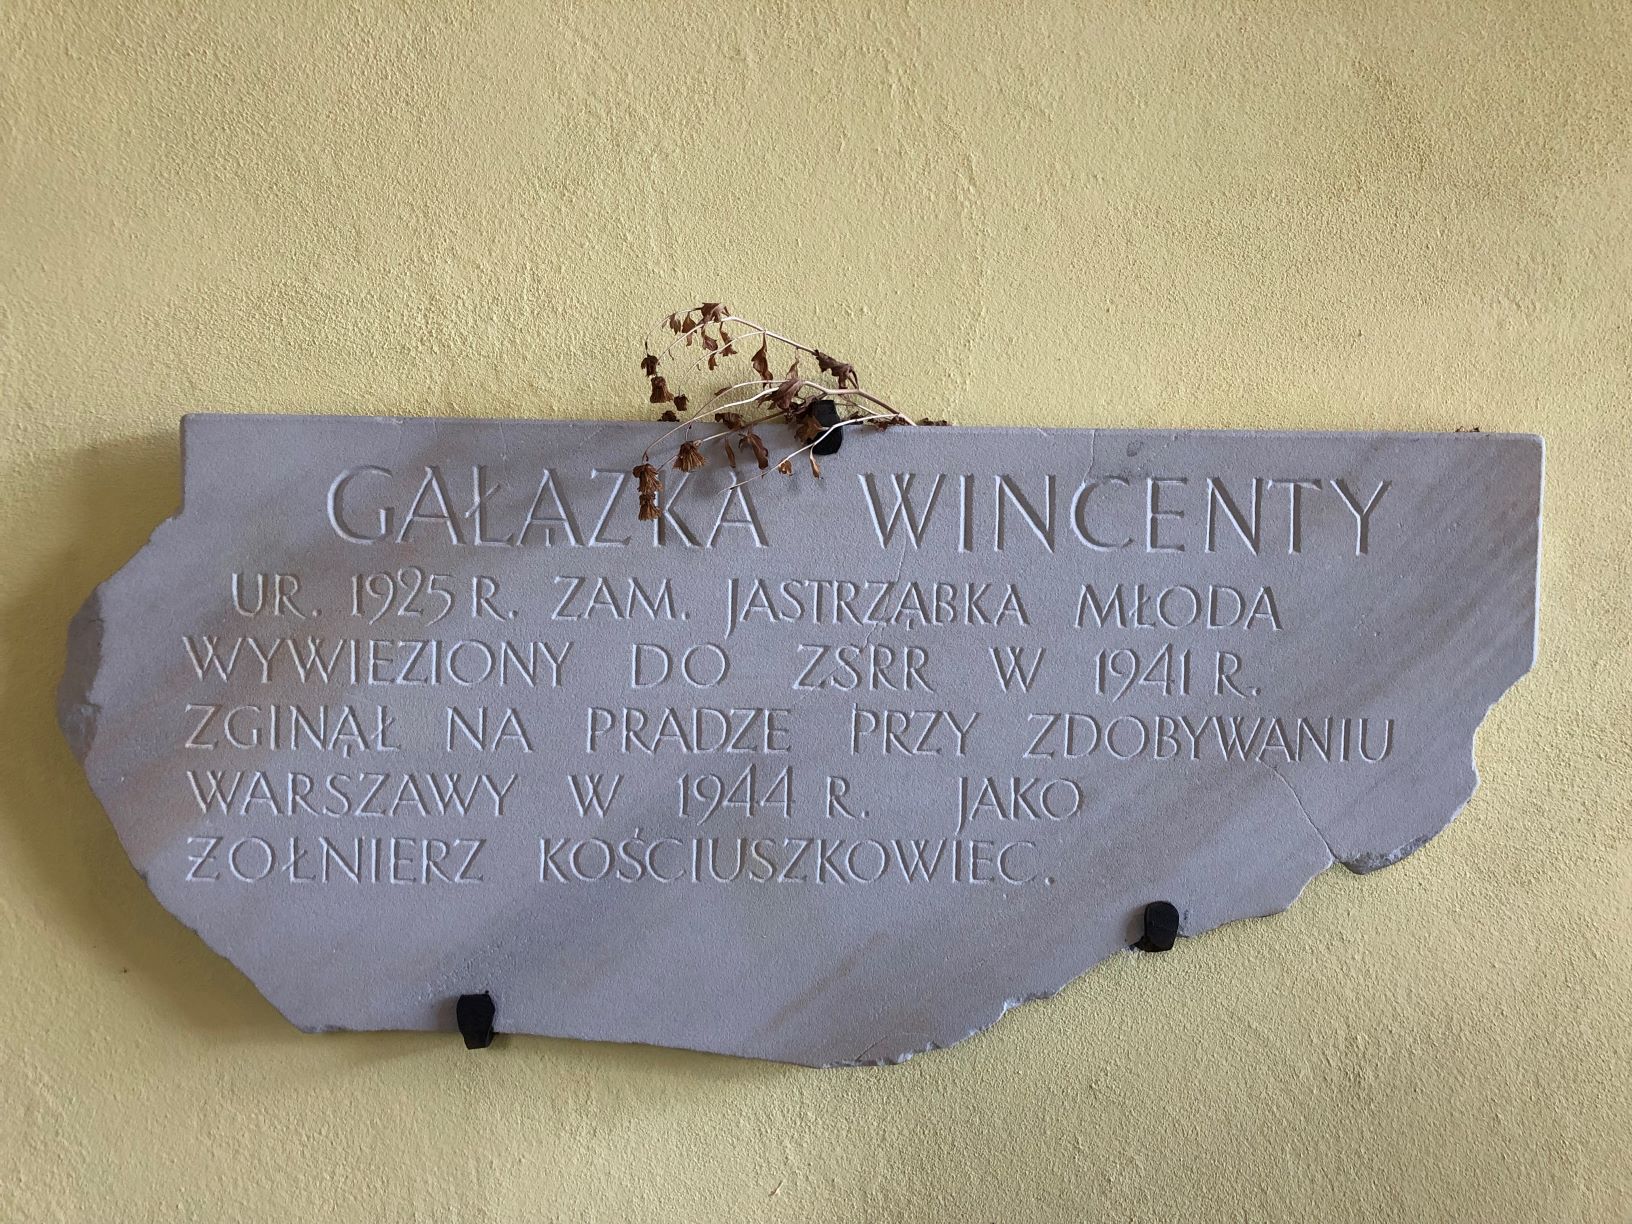 GAŁĄZKA WINCENTY
UR. 1925 R. ZAM. JASTRZĄBKA MŁODA
WYWIEZIONY DO ZSRR W 1941 R.
ZGINĄŁ NA PRADZE PRZY ZDOBYWANIU
WARSZAWY W 1944 R. JAKO
ŻOŁNIERZ KOŚCIUSZKOWIEC.